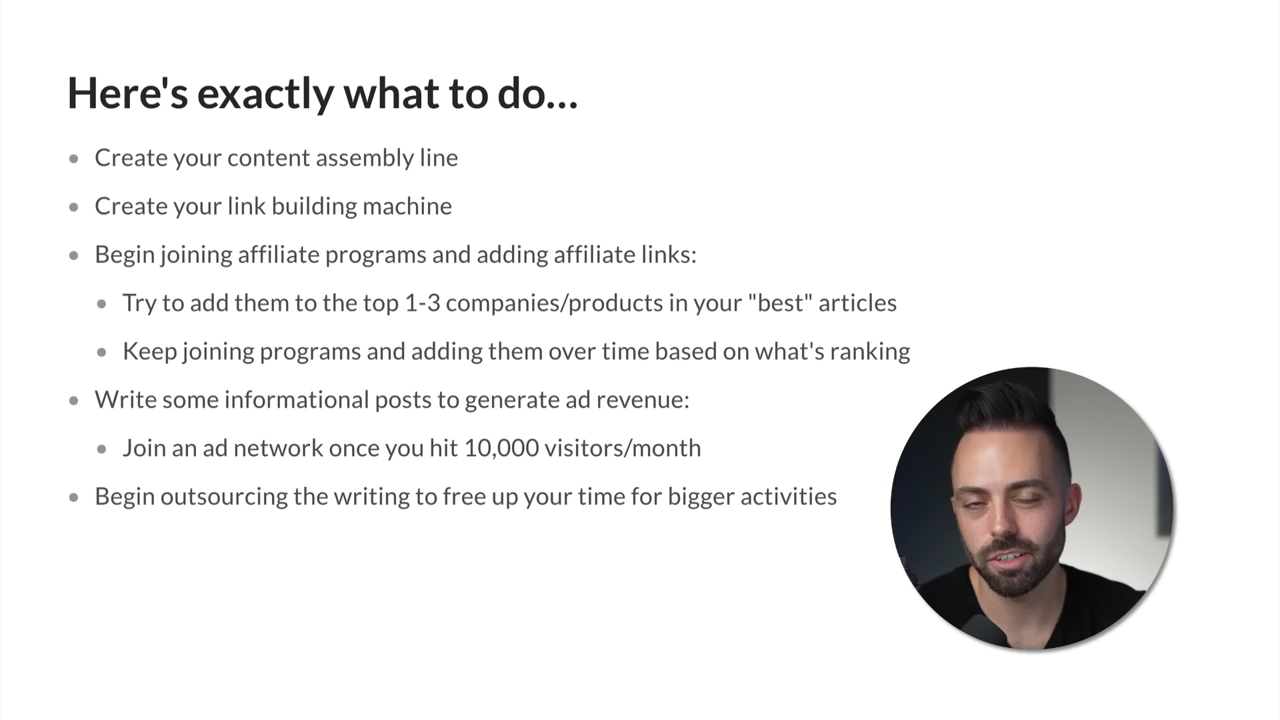 Here's exactly what to do...
Create your content assembly line
Create your link building machine
Begin joining affiliate programs and adding affiliate links:
Try to add them to the top 1-3 companies/products in your "best" articles
Keep joining programs and adding them over time based on what's ranking
Write some informational posts to generate ad revenue:
Join an ad network once you hit 10,000 visitors/month
Begin outsourcing the writing to free up your time for bigger activities